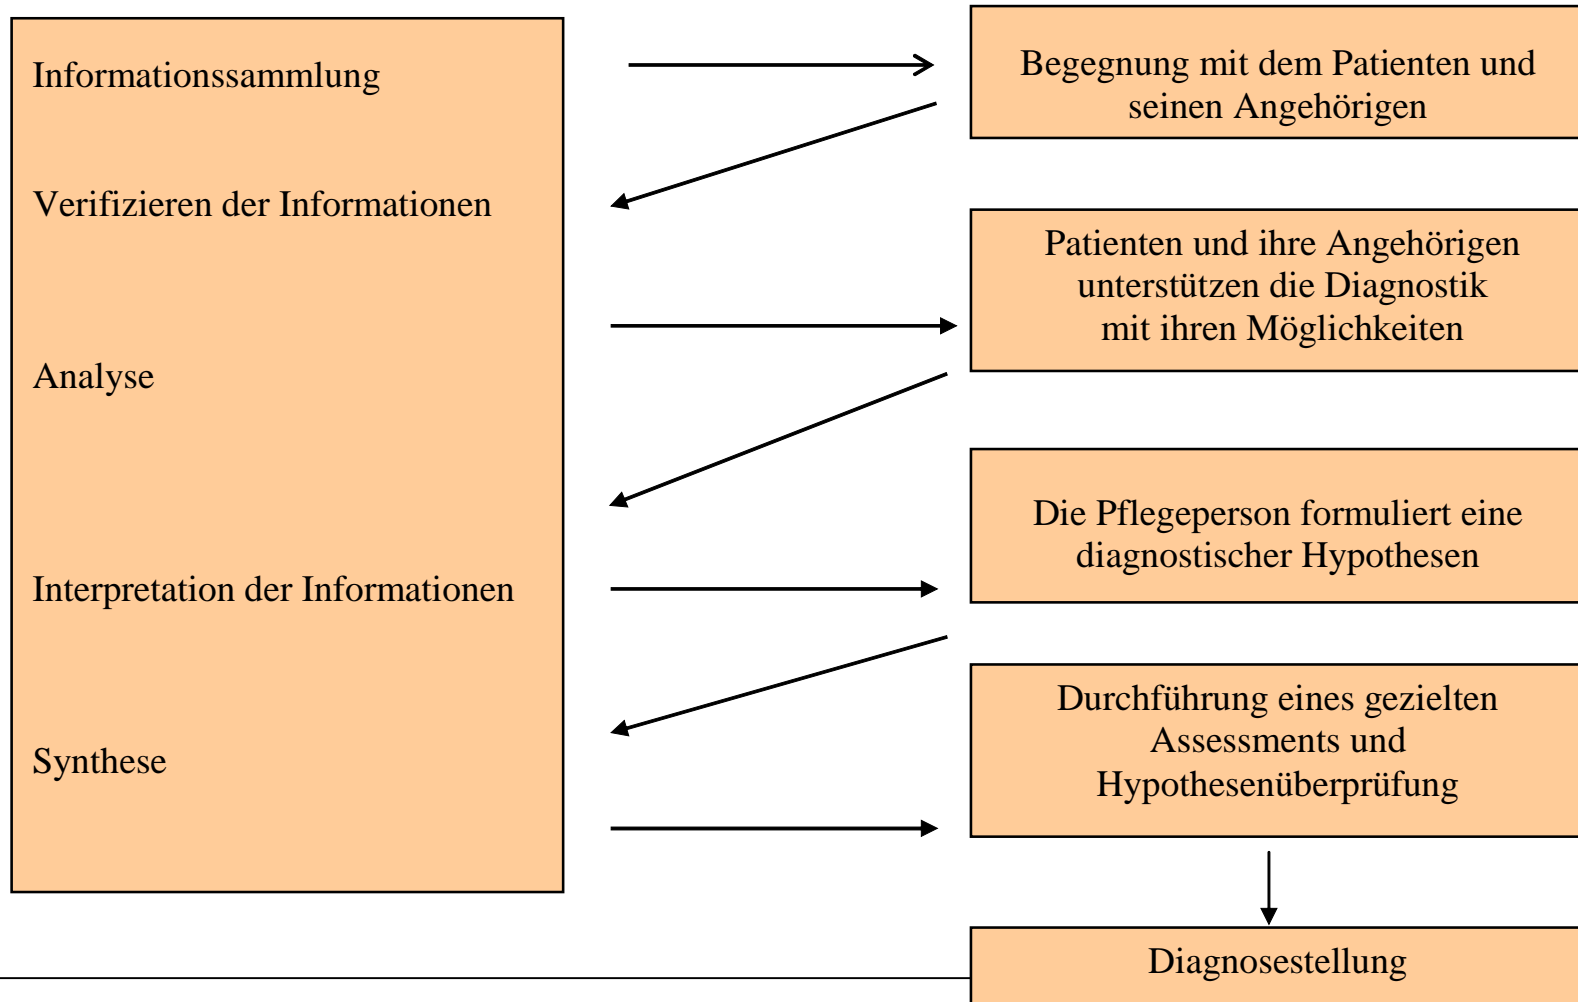 Informationssammlung
Verifizieren der Informationen
Analyse
Interpretation der Informationen
Synthese
Begegnung mit dem Patienten und
seinen Angehörigen
Patienten und ihre Angehörigen
unterstützen die Diagnostik
mit ihren Möglichkeiten
Die Pflegeperson formuliert eine
diagnostischer Hypothesen
Durchführung eines gezielten
Assessments und
Hypothesenüberprüfung
Diagnosestellung